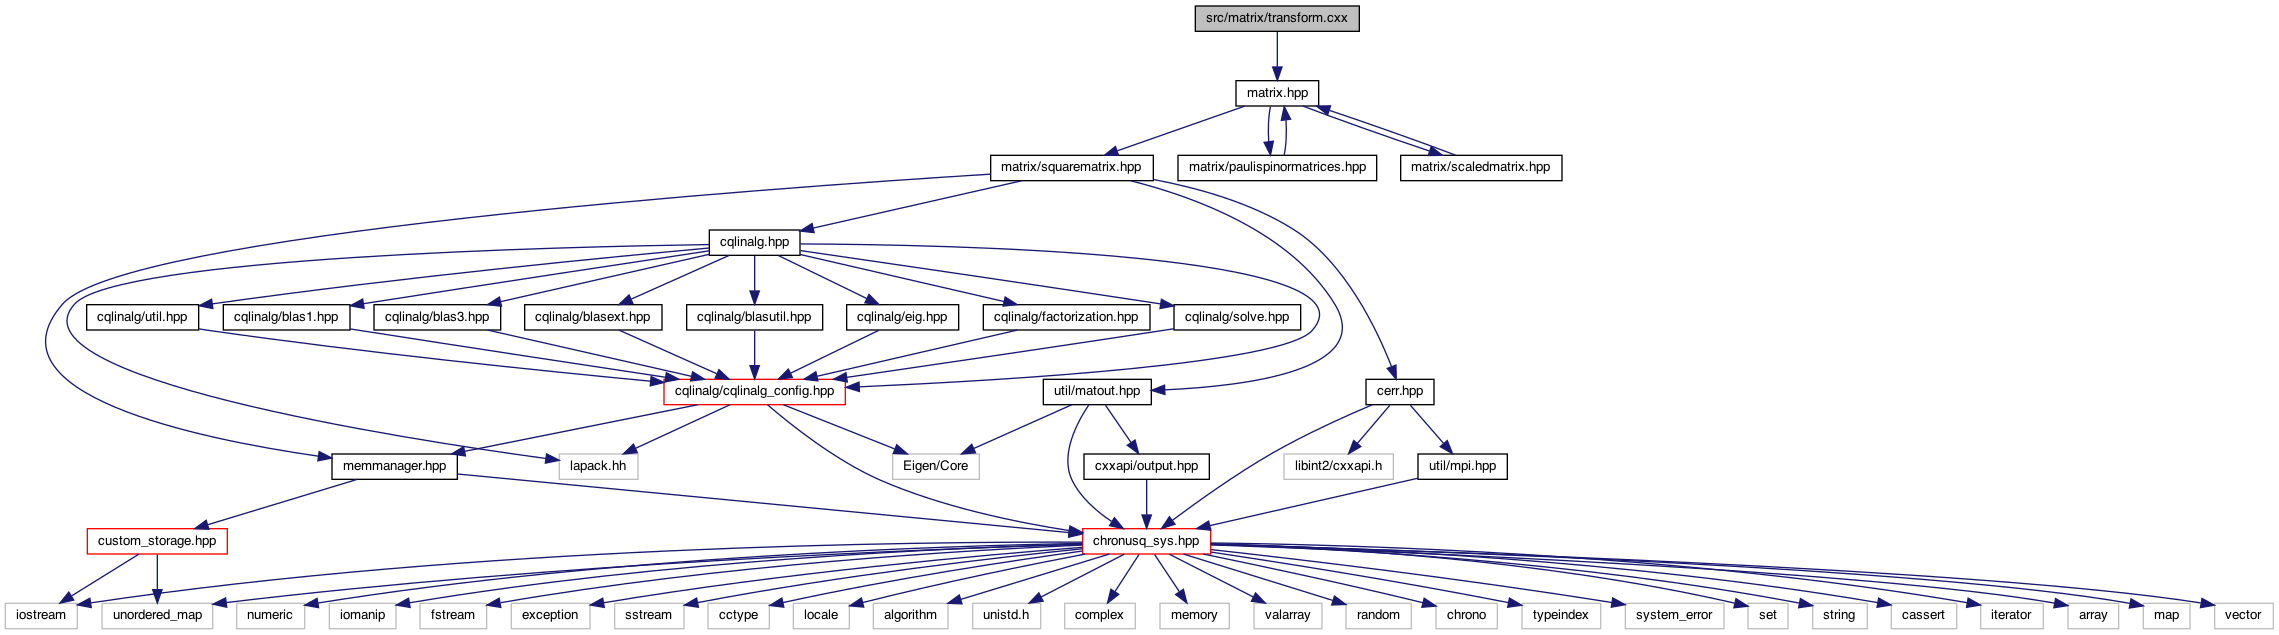 src/matrix/transform.cxx
matrix.hpp
matrix/squarematrix.hpp
matrix/paulispinormatrices.hpp
matrix/scaledmatrix.hpp
cqlinalg.hpp
cqlinalg/util.hpp
cqlinalg/blas1.hpp
cqlinalg/blas3.hpp
cqlinalg/blasext.hpp
cqlinalg/blasutil.hpp
cqlinalg/eig.hpp
cqlinalg/factorization.hpp
cqlinalg/solve.hpp
cqlinalg/cqlinalg_config.hpp
util/matout.hpp
cerr.hpp
memmanager.hpp
lapack.hh
Eigen/Core
cxxapi/output.hpp
libint2/cxxapi.h
util/mpi.hpp
custom_storage.hpp
chronusq_sys.hpp
iostream
unordered_map
numeric
iomanip
fstream
exception
sstream
cctype
locale
algorithm
unistd.h
complex
memory
valarray
random
chrono
typeindex
system_error
set
string
cassert
iterator
array
map
vector